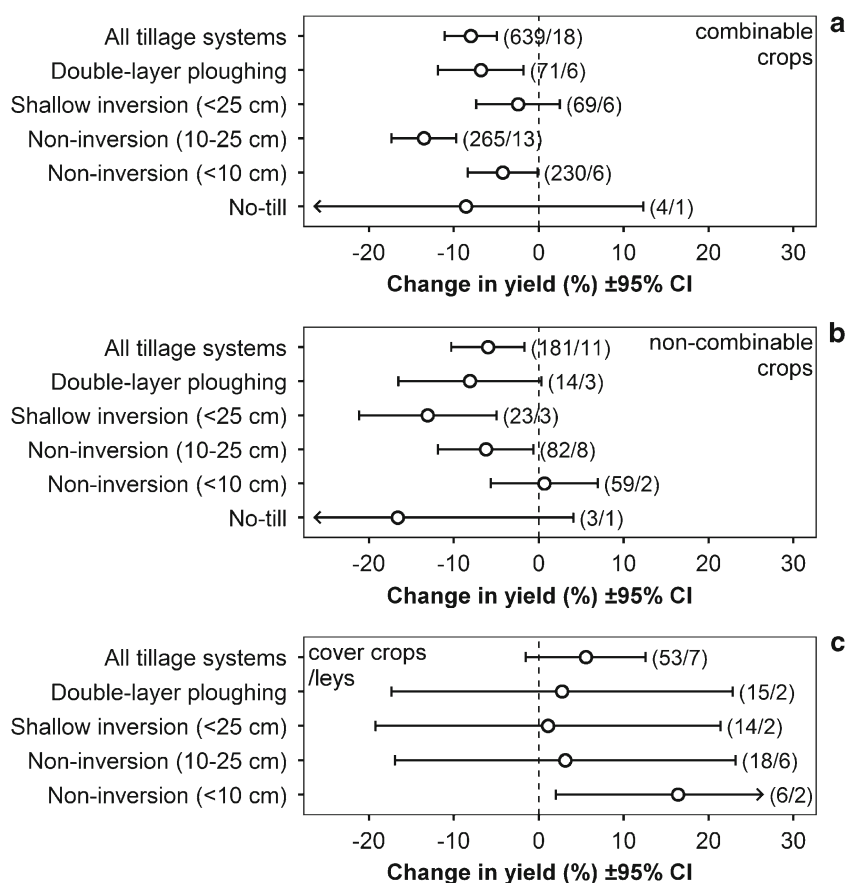 a
combinable
crops
All tillage systems (639/18)
Double-layer ploughing (71/6)
Shallow inversion (<25 cm) (69/6)
Non-inversion (10-25 cm) (265/13)
Non-inversion (<10 cm) (230/6)
No-till (4/1)
-20 -10 0 10 20 30
Change in yield (%) ±95% CI
b
non-combinable
crops
All tillage systems (181/11)
Double-layer ploughing (14/3)
Shallow inversion (<25 cm) (23/3)
Non-inversion (10-25 cm) (82/8)
Non-inversion (<10 cm) (59/2)
No-till (3/1)
-20 -10 0 10 20 30
Change in yield (%) ±95% CI
c
cover crops
/leys
All tillage systems (53/7)
Double-layer ploughing (15/2)
Shallow inversion (<25 cm) (14/2)
Non-inversion (10-25 cm) (18/6)
Non-inversion (<10 cm) (6/2)
-20 -10 0 10 20 30
Change in yield (%) ±95% CI